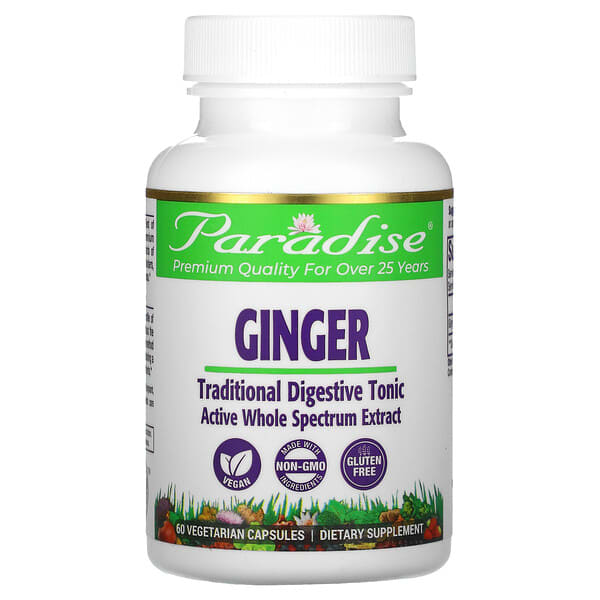 Paradise®
Premium Quality For Over 25 Years
GINGER
Traditional Digestive Tonic
Active Whole Spectrum Extract
VEGAN
MADE WITH
NON-GMO
INGREDIENTS
GLUTEN
FREE
60 VEGETARIAN CAPSULES | DIETARY SUPPLEMENT